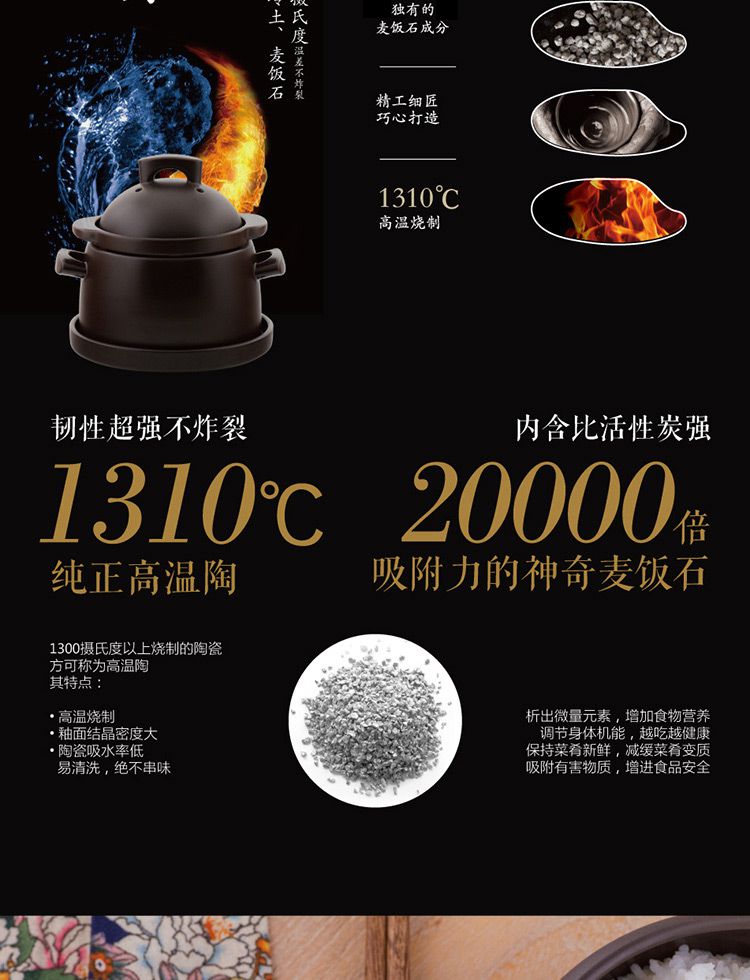 摄氏度温差不炸裂
土、麦饭石
独有的
麦饭石成分
精工细匠
巧心打造
1310℃
高温烧制
韧性超强不炸裂
1310℃
纯正高温陶
内含比活性炭强
20000倍
吸附力的神奇麦饭石
1300摄氏度以上烧制的陶瓷
方可称为高温陶
其特点：
• 高温烧制
• 釉面结晶密度大
• 陶瓷吸水率低
易清洗，绝不串味
析出微量元素，增加食物营养
调节身体机能，越吃越健康
保持菜肴新鲜，减缓菜肴变质
吸附有害物质，增进食品安全